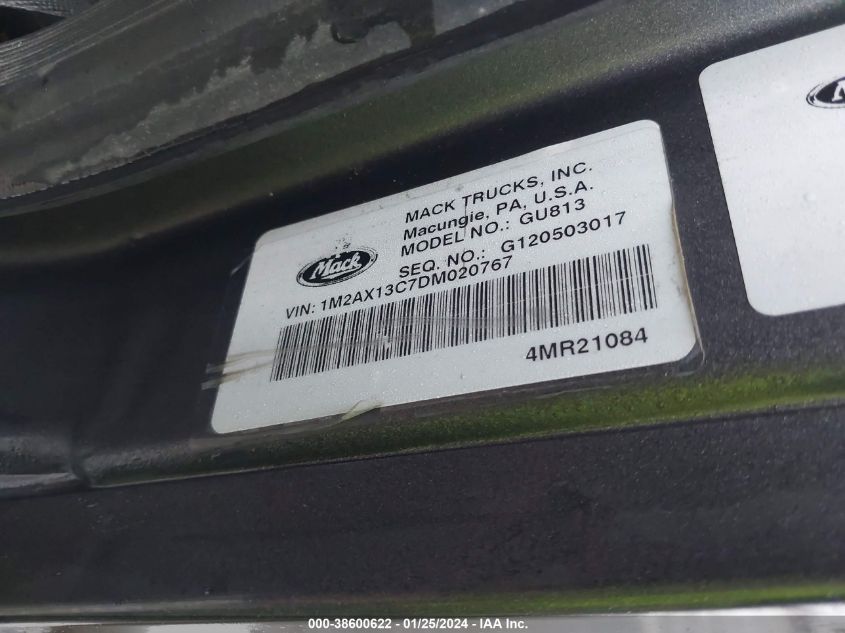 MACK TRUCKS, INC.
Macungie, PA, U.S.A.
MODEL NO.: GU813
SEQ. NO.: G120503017
Mack
VIN: 1M2AX13C7DM020767
4MR21084
M
000-38600622 - 01/25/2024 - IAA Inc.